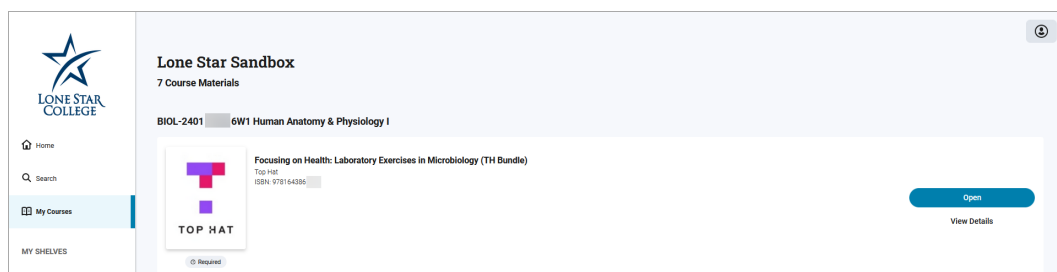 LONE STAR
COLLEGE
Home
Search
My Courses
MY SHELVES
Lone Star Sandbox
7 Course Materials
BIOL-2401 6W1 Human Anatomy & Physiology I
TOP HAT
Required
Focusing on Health: Laboratory Exercises in Microbiology (TH Bundle)
Top Hat
ISBN: 978164386
Open
View Details